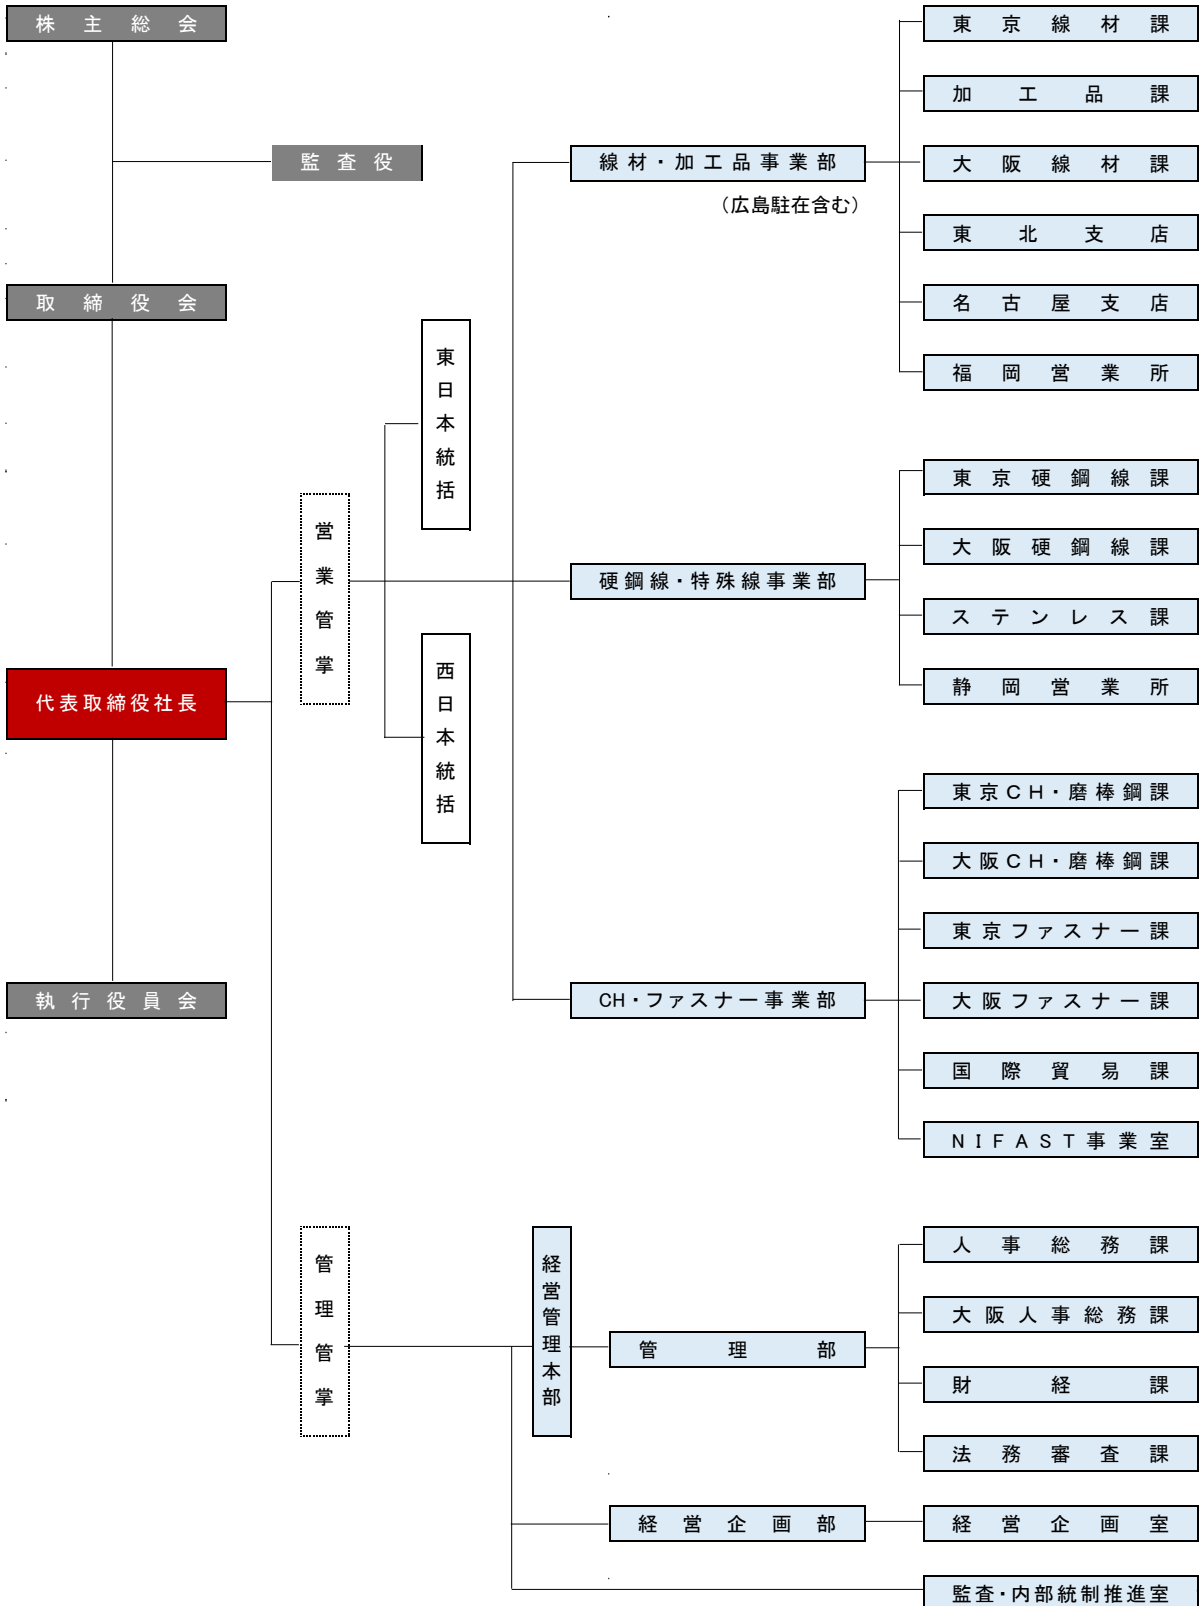 株主総会
監査役
取締役会
代表取締役社長
執行役員会
営業管掌
東日本統括
西日本統括
線材・加工品事業部
（広島駐在含む）
東京線材課
加工品課
大阪線材課
東北支店
名古屋支店
福岡営業所
硬鋼線・特殊線事業部
東京硬鋼線課
大阪硬鋼線課
ステンレス課
静岡営業所
CH・ファスナー事業部
東京CH・磨棒鋼課
大阪CH・磨棒鋼課
東京ファスナー課
大阪ファスナー課
国際貿易課
NIFAST事業室
管理管掌
経営管理本部
管理部
人事総務課
大阪人事総務課
財経課
法務審査課
経営企画部
経営企画室
監査・内部統制推進室